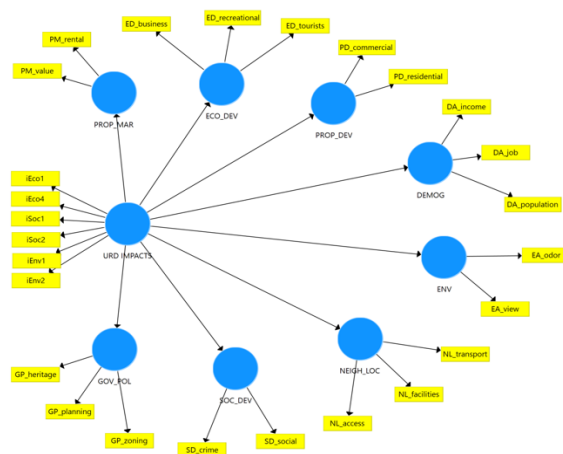 ED_business
ED_recreational
ED_tourists
PM_rental
PD_commercial
PM_value
PD_residential
PROP_MAR
ECO_DEV
PROP_DEV
DA_income
DA_job
iEco1
DEMOG
iEco4
DA_population
iSoc1
iSoc2
URD IMPACTS
EA_odor
iEnv1
iEnv2
ENV
EA_view
NL_transport
GP_heritage
GOV_POL
SOC_DEV
NEIGH_LOC
NL_facilities
GP_planning
NL_access
GP_zoning
SD_social
SD_crime